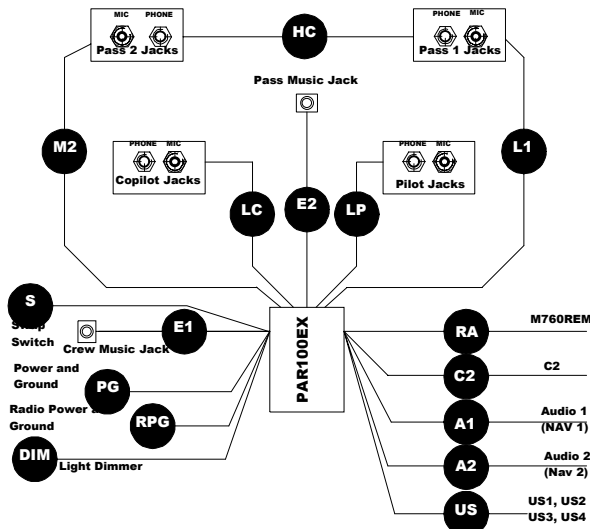 MIC PHONE
Pass 2 Jacks
HC
PHONE MIC
Pass 1 Jacks
Pass Music Jack
M2
L1
PHONE MIC
Copilot Jacks
PHONE MIC
Pilot Jacks
LC
E2
LP
S
Switch
Crew Music Jack
E1
PAR100EX
RA
M760REM
Power and
Ground
PG
C2
C2
Radio Power
Ground
RPG
A1
Audio 1
(NAV 1)
DIM
Light Dimmer
A2
Audio 2
(Nav 2)
US
US1, US2
US3, US4